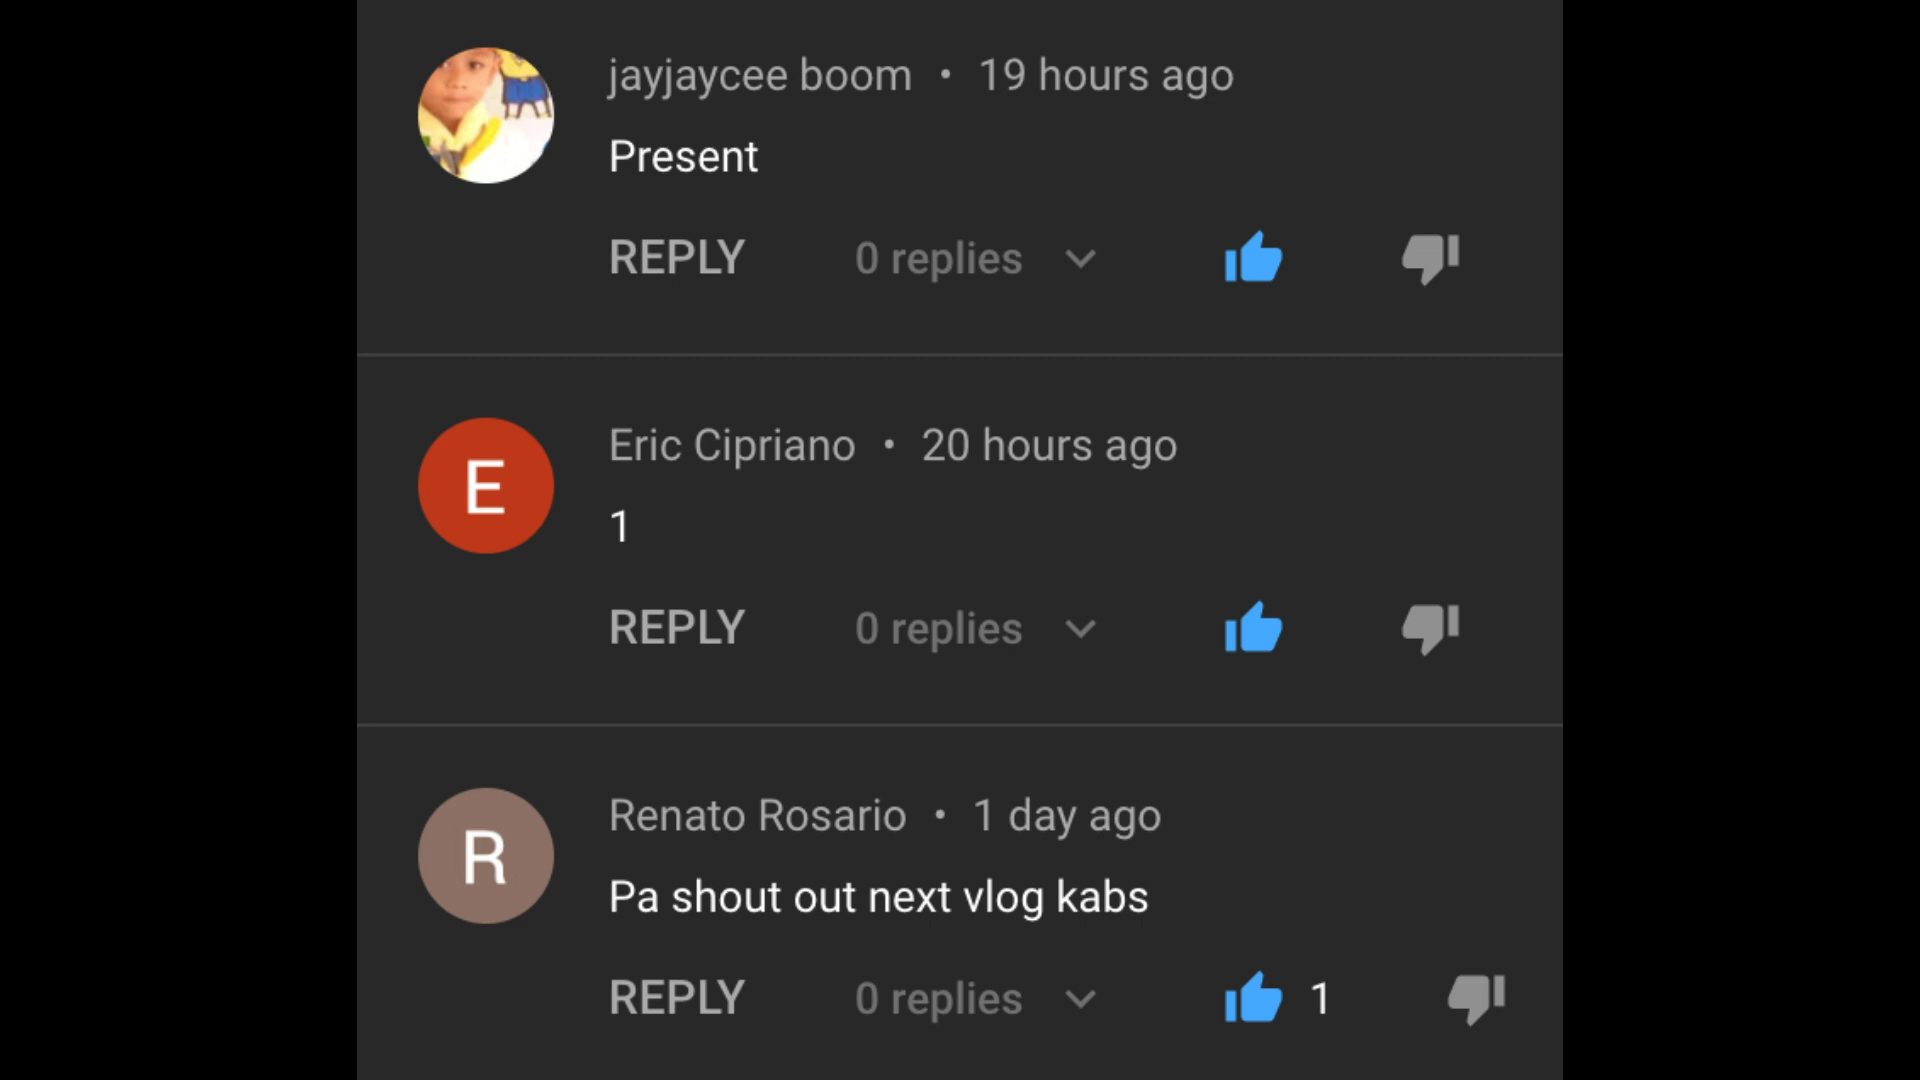 jayjaycee boom • 19 hours ago
Present
REPLY 0 replies
E
Eric Cipriano • 20 hours ago
1
REPLY 0 replies
R
Renato Rosario • 1 day ago
Pa shout out next vlog kabs
REPLY 0 replies 1